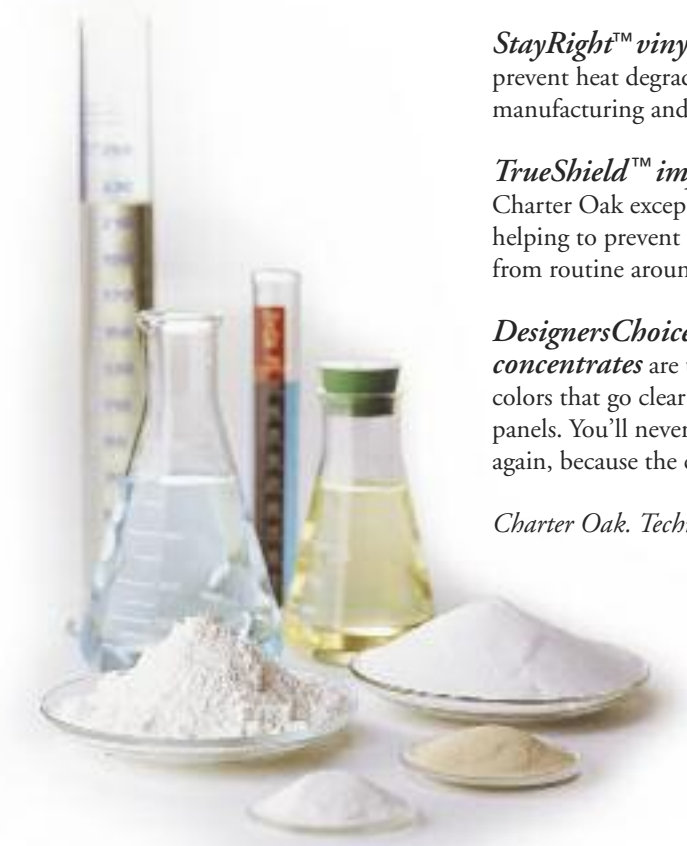 StayRight™ viny
prevent heat degrad
manufacturing and
TrueShield™ im
Charter Oak excep
helping to prevent
from routine aroun
DesignersChoice
concentrates are
colors that go clear
panels. You'll never
again, because the
Charter Oak. Tech